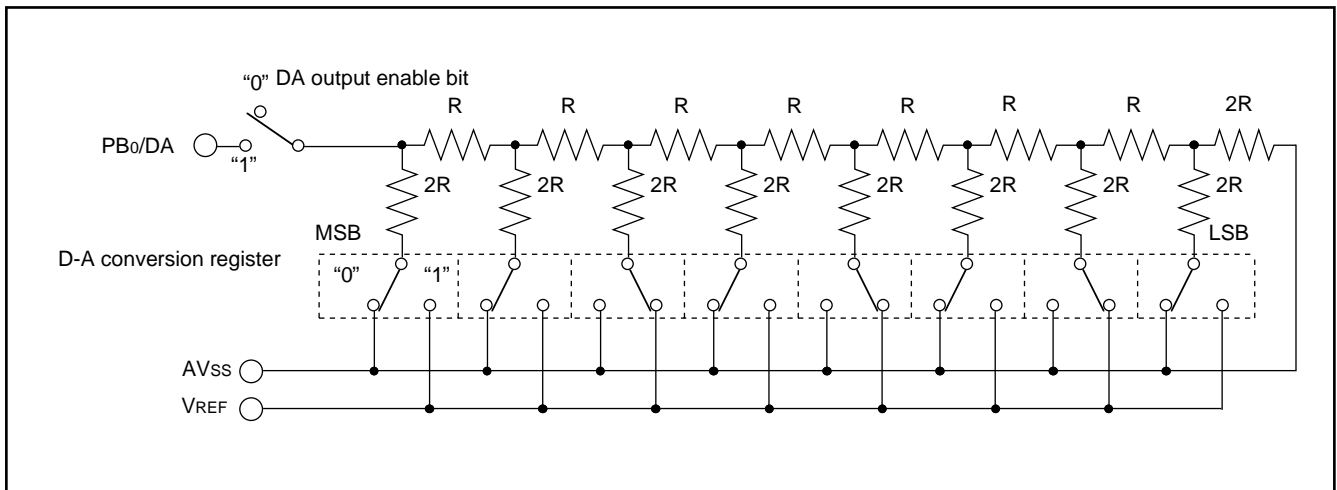 “0” DA output enable bit
R R R R R R R 2R
PB0/DA
“1”
2R 2R 2R 2R 2R 2R 2R 2R
MSB LSB
D-A conversion register
“0” “1”
AVSS
VREF